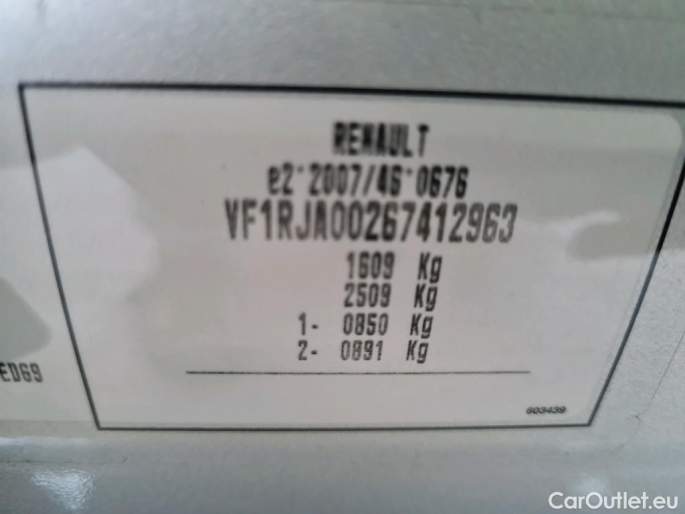 RENAULT
e2*2007/46*0676
VF1RJA00267412963
1609 Kg
2509 Kg
1- 0850 Kg
2- 0891 Kg
ED69
603439
CarOutlet.eu